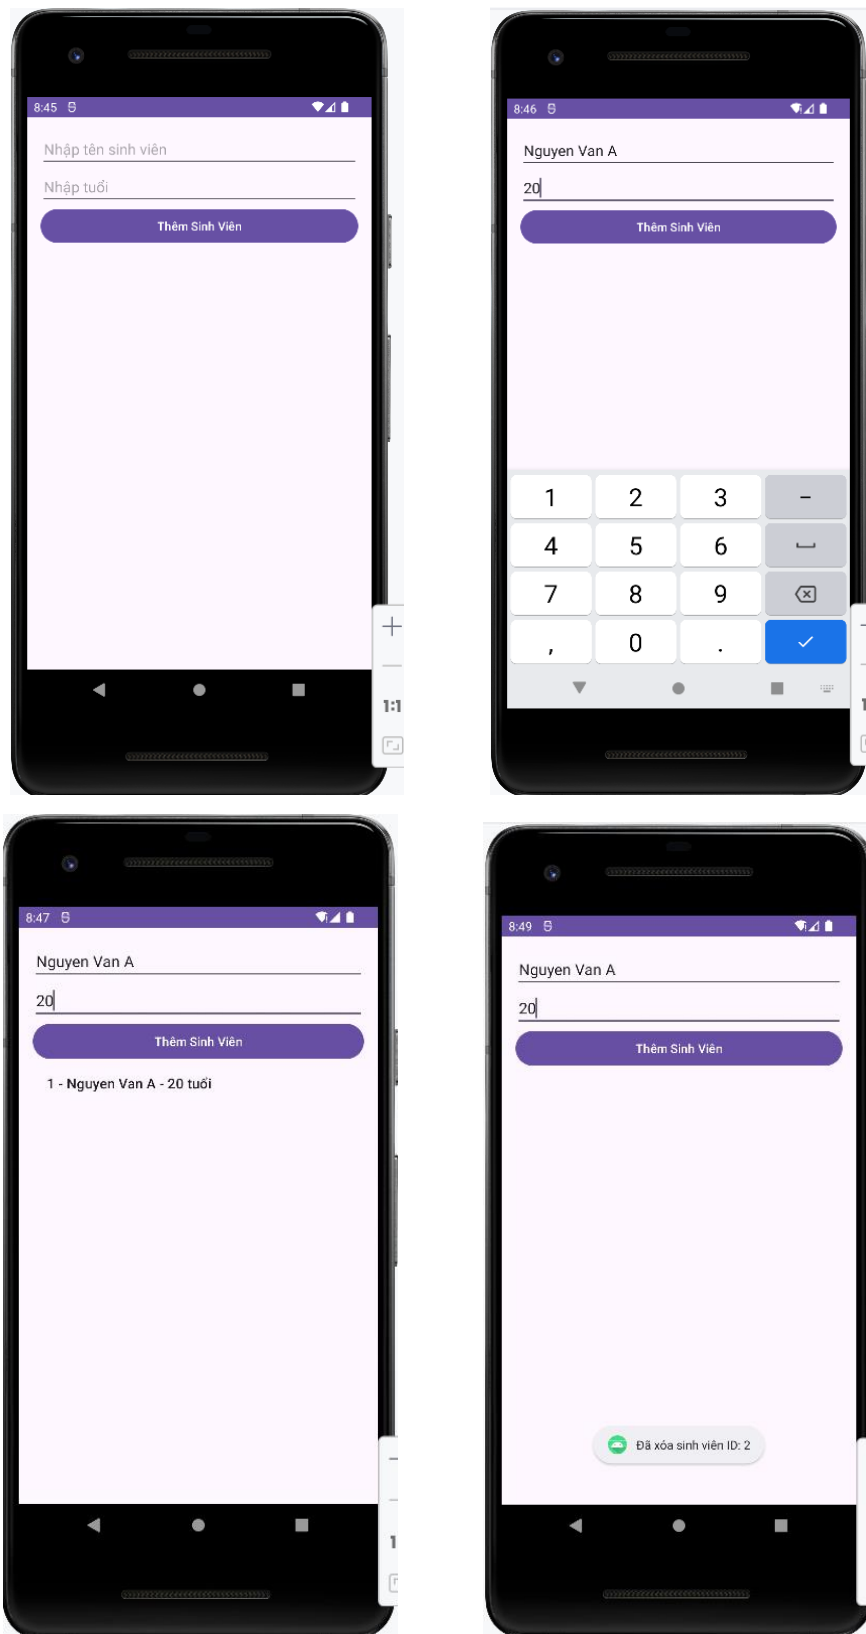 8:45
Nhập tên sinh viên
Nhập tuổi
Thêm Sinh Viên
1:1
8:46
Nguyen Van A
20
Thêm Sinh Viên
1 2 3 -
4 5 6
7 8 9
, 0 .
1
8:47
Nguyen Van A
20
Thêm Sinh Viên
1 - Nguyen Van A - 20 tuổi
1
8:49
Nguyen Van A
20
Thêm Sinh Viên
Đã xóa sinh viên ID: 2